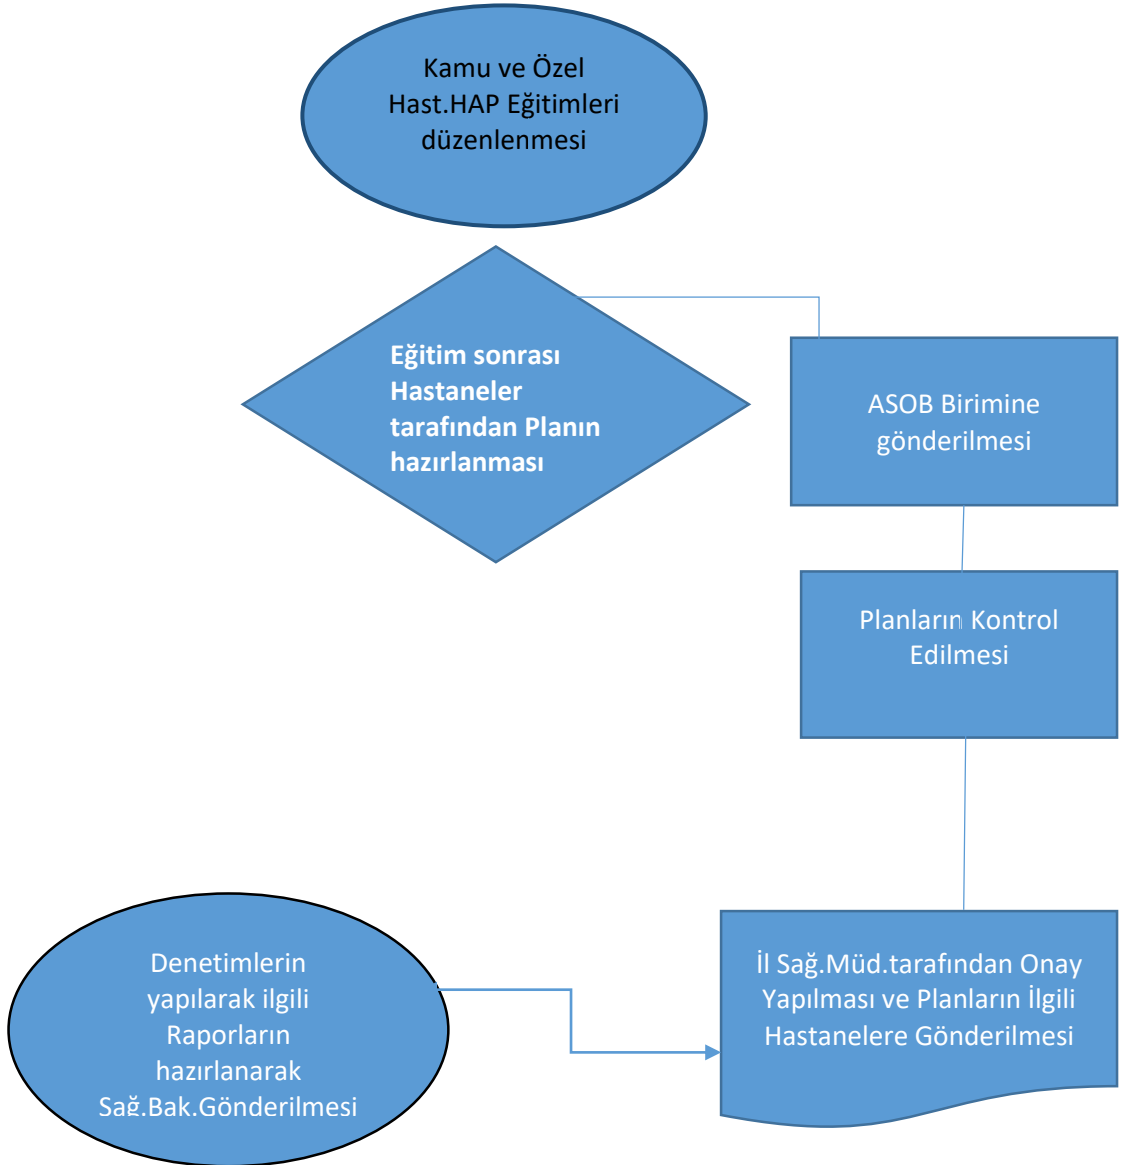 Kamu ve Özel
Hast.HAP Eğitimleri
düzenlenmesi
Eğitim sonrası
Hastaneler
tarafından Planın
hazırlanması
ASOB Birimine
gönderilmesi
Planların Kontrol
Edilmesi
İl Sağ.Müd.tarafından Onay
Yapılması ve Planların İlgili
Hastanelere Gönderilmesi
Denetimlerin
yapılarak ilgili
Raporların
hazırlanarak
Sağ.Bak.Gönderilmesi